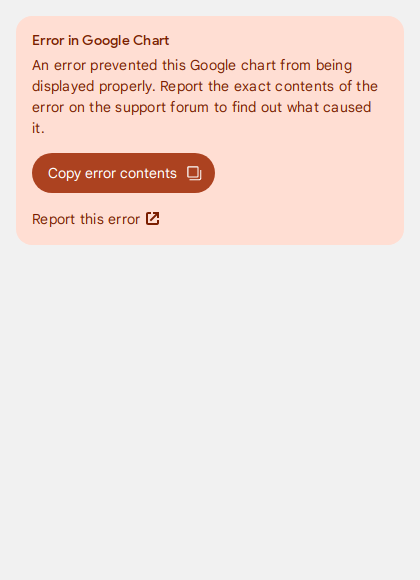 Error in Google Chart
An error prevented this Google chart from being
displayed properly. Report the exact contents of the
error on the support forum to find out what caused
it.
Copy error contents
Report this error